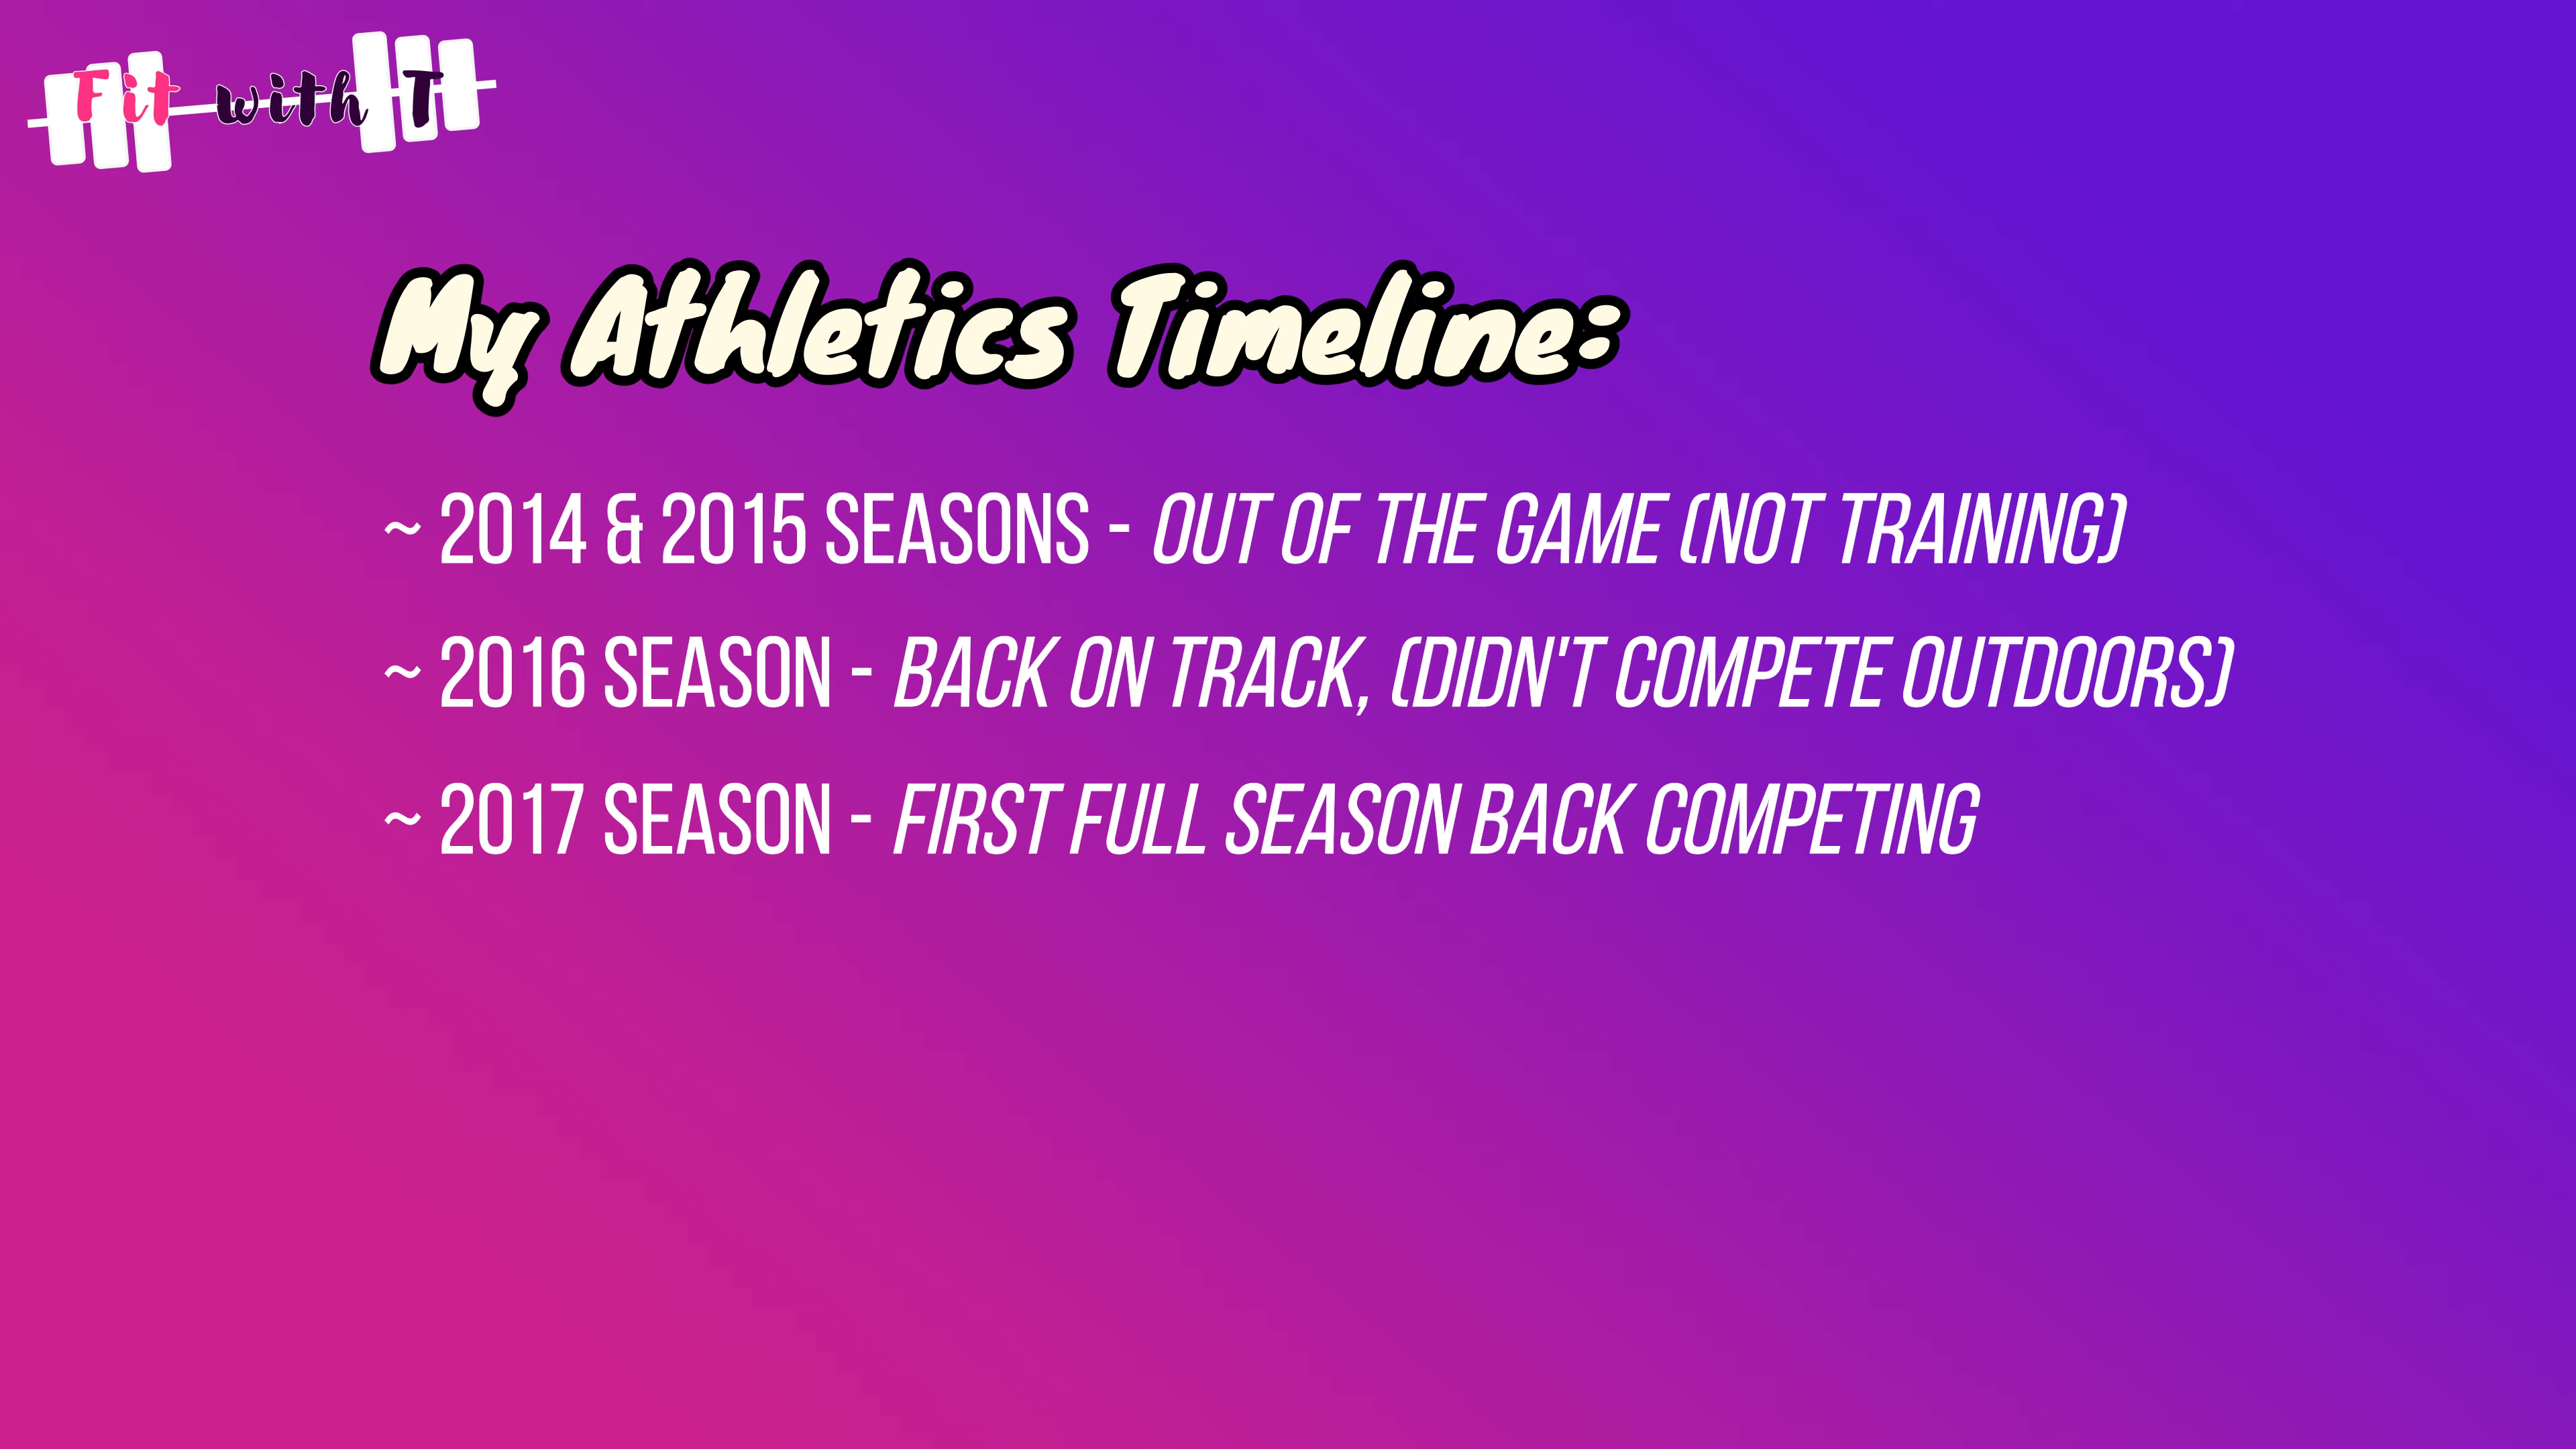 Fit with T
My Athletics Timeline:
~ 2014 & 2015 SEASONS - OUT OF THE GAME (NOT TRAINING)
~ 2016 SEASON - BACK ON TRACK, (DIDN'T COMPETE OUTDOORS)
~ 2017 SEASON - FIRST FULL SEASON BACK COMPETING